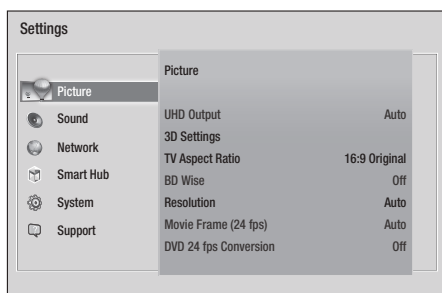 Settings
Picture
Sound
Network
Smart Hub
System
Support
Picture
UHD Output Auto
3D Settings
TV Aspect Ratio 16:9 Original
BD Wise Off
Resolution Auto
Movie Frame (24 fps) Auto
DVD 24 fps Conversion Off